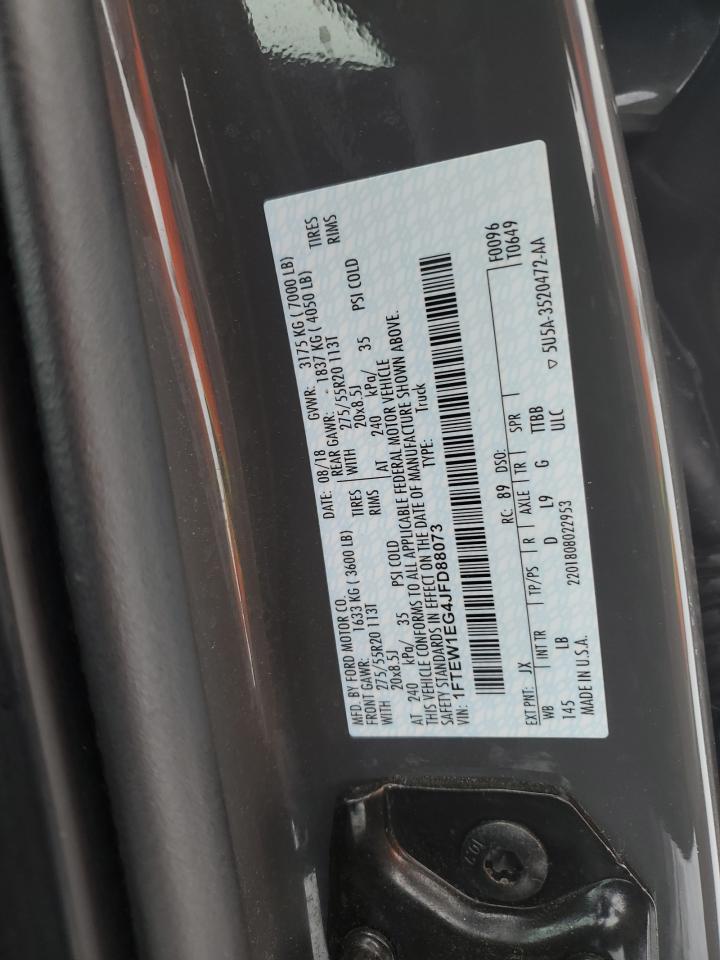 MFD. BY FORD MOTOR CO.
DATE: 08/18 GVWR: 3175 KG ( 7000 LB)
FRONT GAWR: 1633 KG ( 3600 LB) REAR GAWR: 1837 KG ( 4050 LB)
WITH 275/55R20 113T TIRES WITH 275/55R20 113T TIRES
20x8.5J RIMS 20x8.5J RIMS
AT 240 kPa/ 35 PSI COLD AT 240 kPa/ 35 PSI COLD
THIS VEHICLE CONFORMS TO ALL APPLICABLE FEDERAL MOTOR VEHICLE
SAFETY STANDARDS IN EFFECT ON THE DATE OF MANUFACTURE SHOWN ABOVE.
VIN: 1FTEW1EG4JFD88073 TYPE: Truck
F0096
EXT PNT: JX RC: 89 DSO: T0649
WB INT TR TP/PS R AXLE TR SPR
145 LB D L9 G TTBB
ULC
MADE IN U.S.A. 2201808022953 ▽ 5U5A-3520472-AA